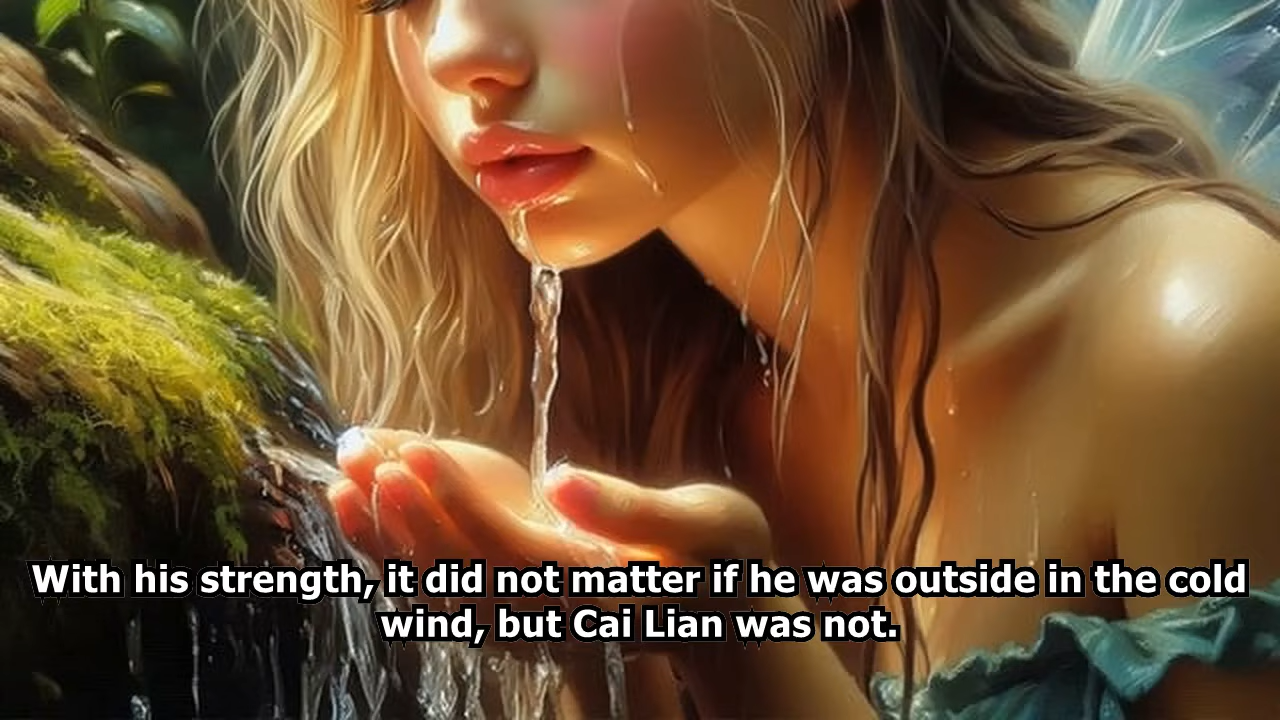 With his strength, it did not matter if he was outside in the cold
wind, but Cai Lian was not.